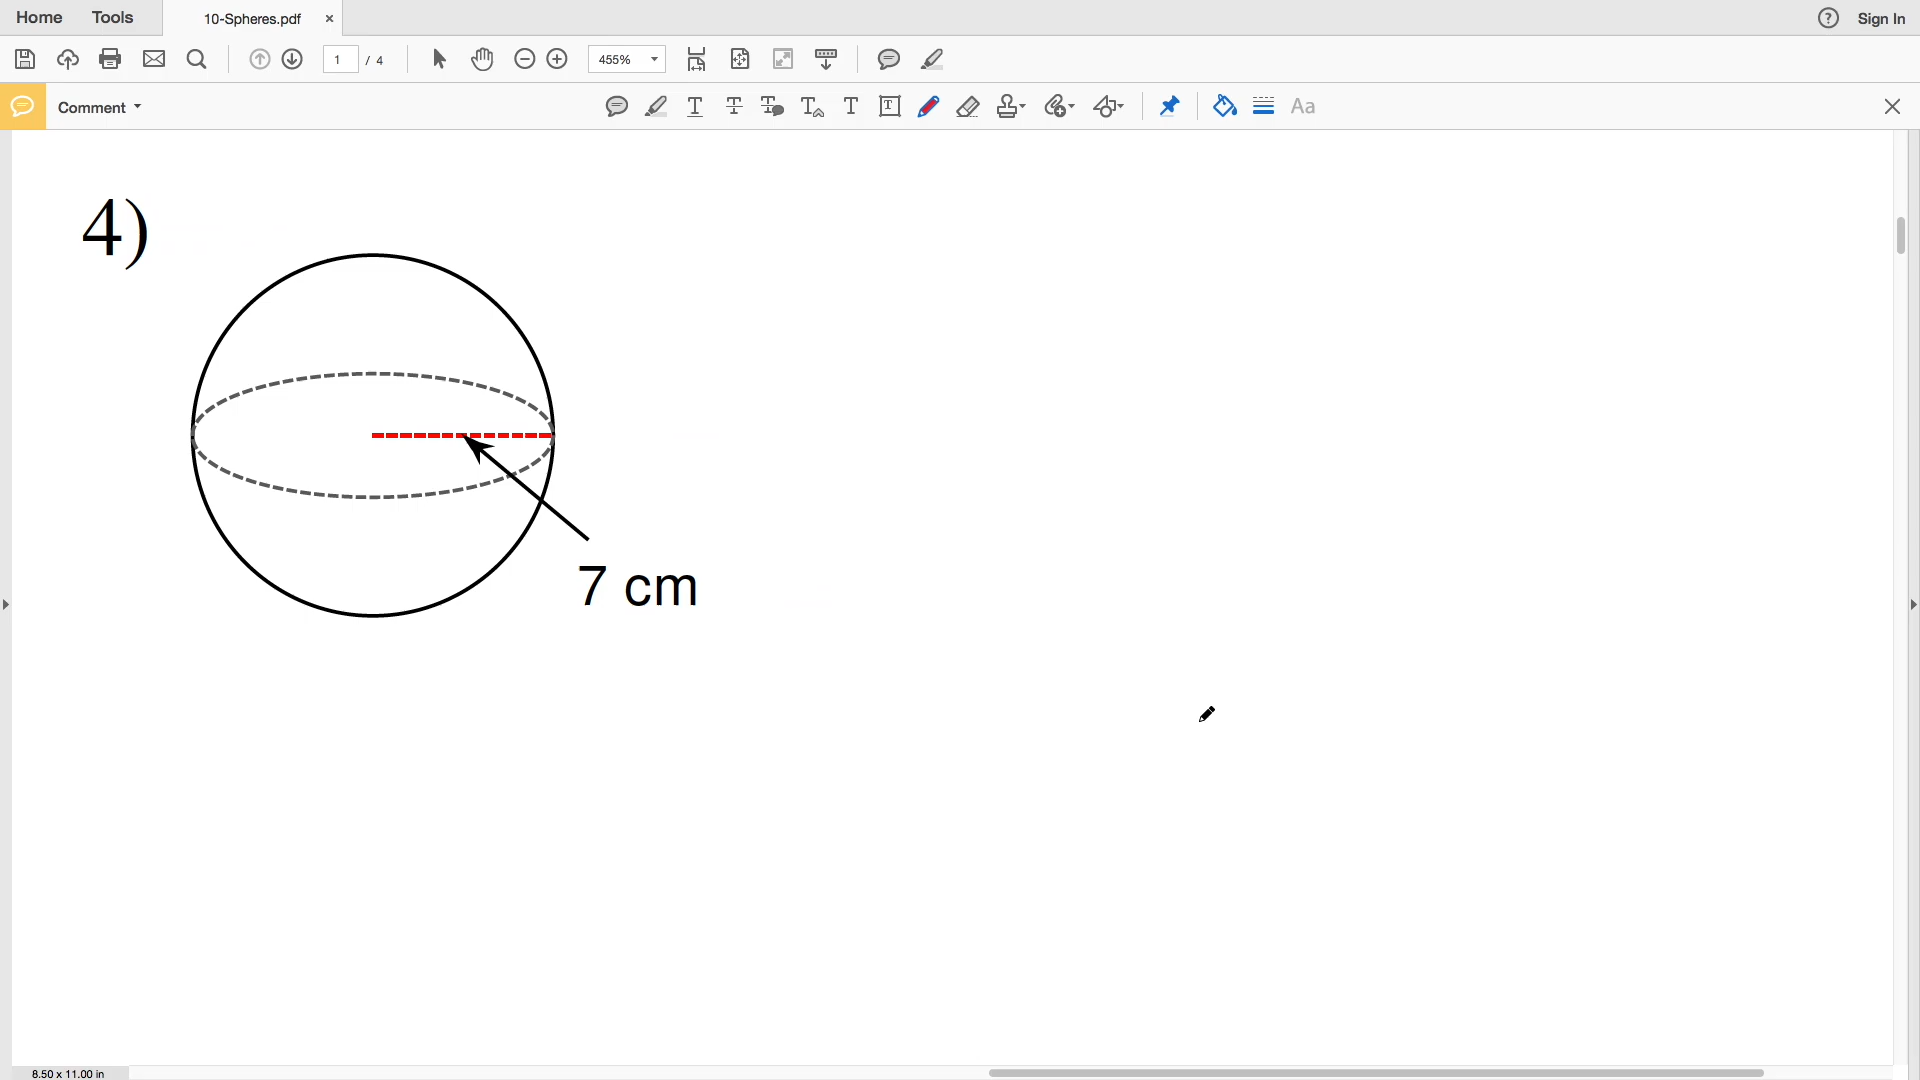 Home Tools 10-Spheres.pdf × ? Sign In
1 / 4 455%
Comment T T T T T T Aa
4)
7 cm
8.50 x 11.00 in